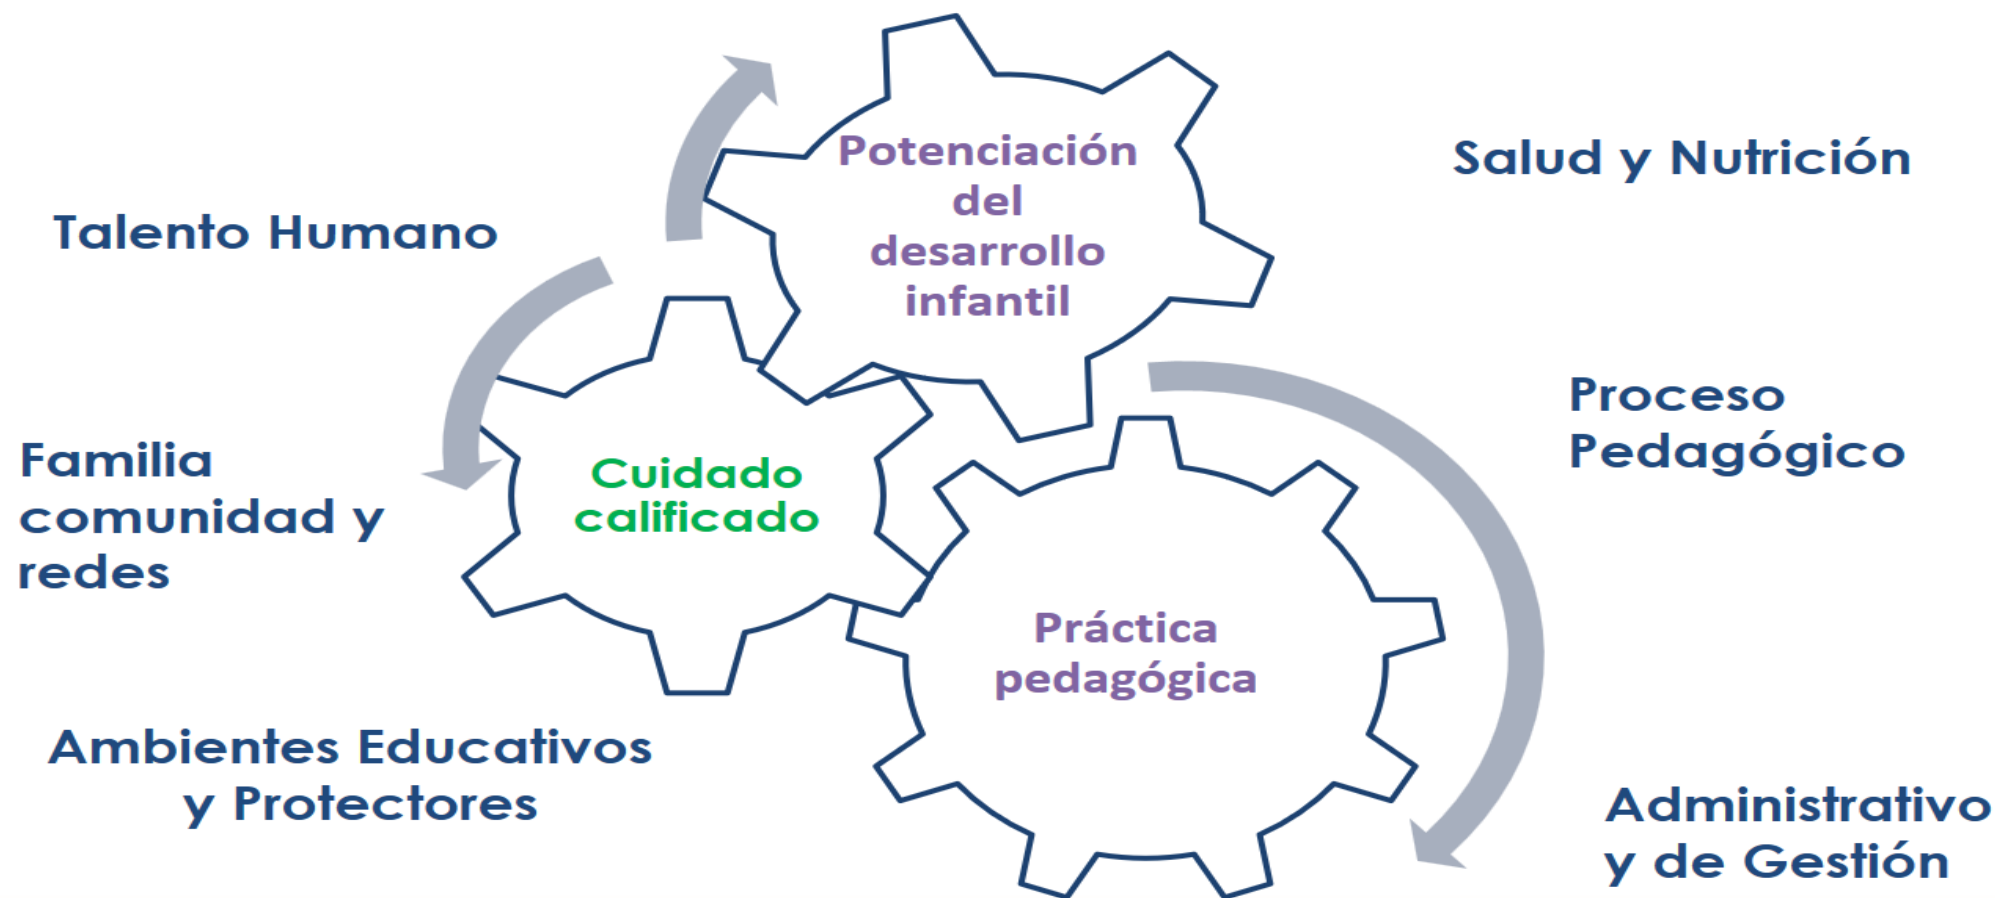 Potenciación
del
desarrollo
infantil
Salud y Nutrición
Talento Humano
Proceso
Pedagógico
Familia
comunidad y
redes
Cuidado
calificado
Práctica
pedagógica
Ambientes Educativos
y Protectores
Administrativo
y de Gestión